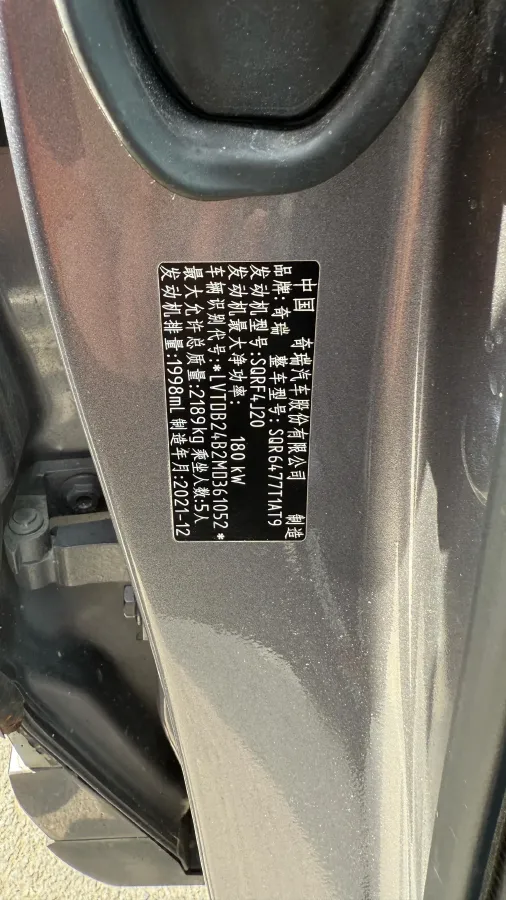 中国 奇瑞汽车股份有限公司 制造
品牌:奇瑞 整车型号:SQR6477T1AT9
发动机型号:SQRF4J20
发动机最大净功率: 180 kW
车辆识别代号:*LVTDB24B2MD361052*
最大允许总质量:2189kg 乘坐人数:5人
发动机排量:1998mL 制造年月:2021-12